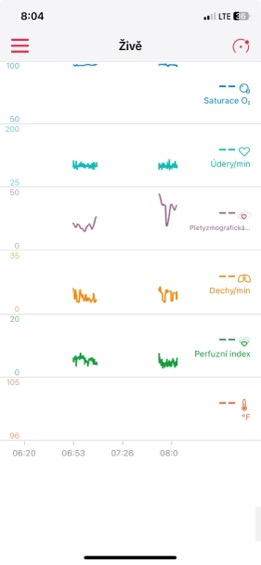 8:04
LTE
Živě
100
50
-- 
Saturace O₂
200
25
--
Údery/min
50
0
--
Pletyzmografická...
35
0
--
Dechy/min
20
0
--
Perfuzní index
105
96
--
°F
06:20
06:53
07:26
08:0